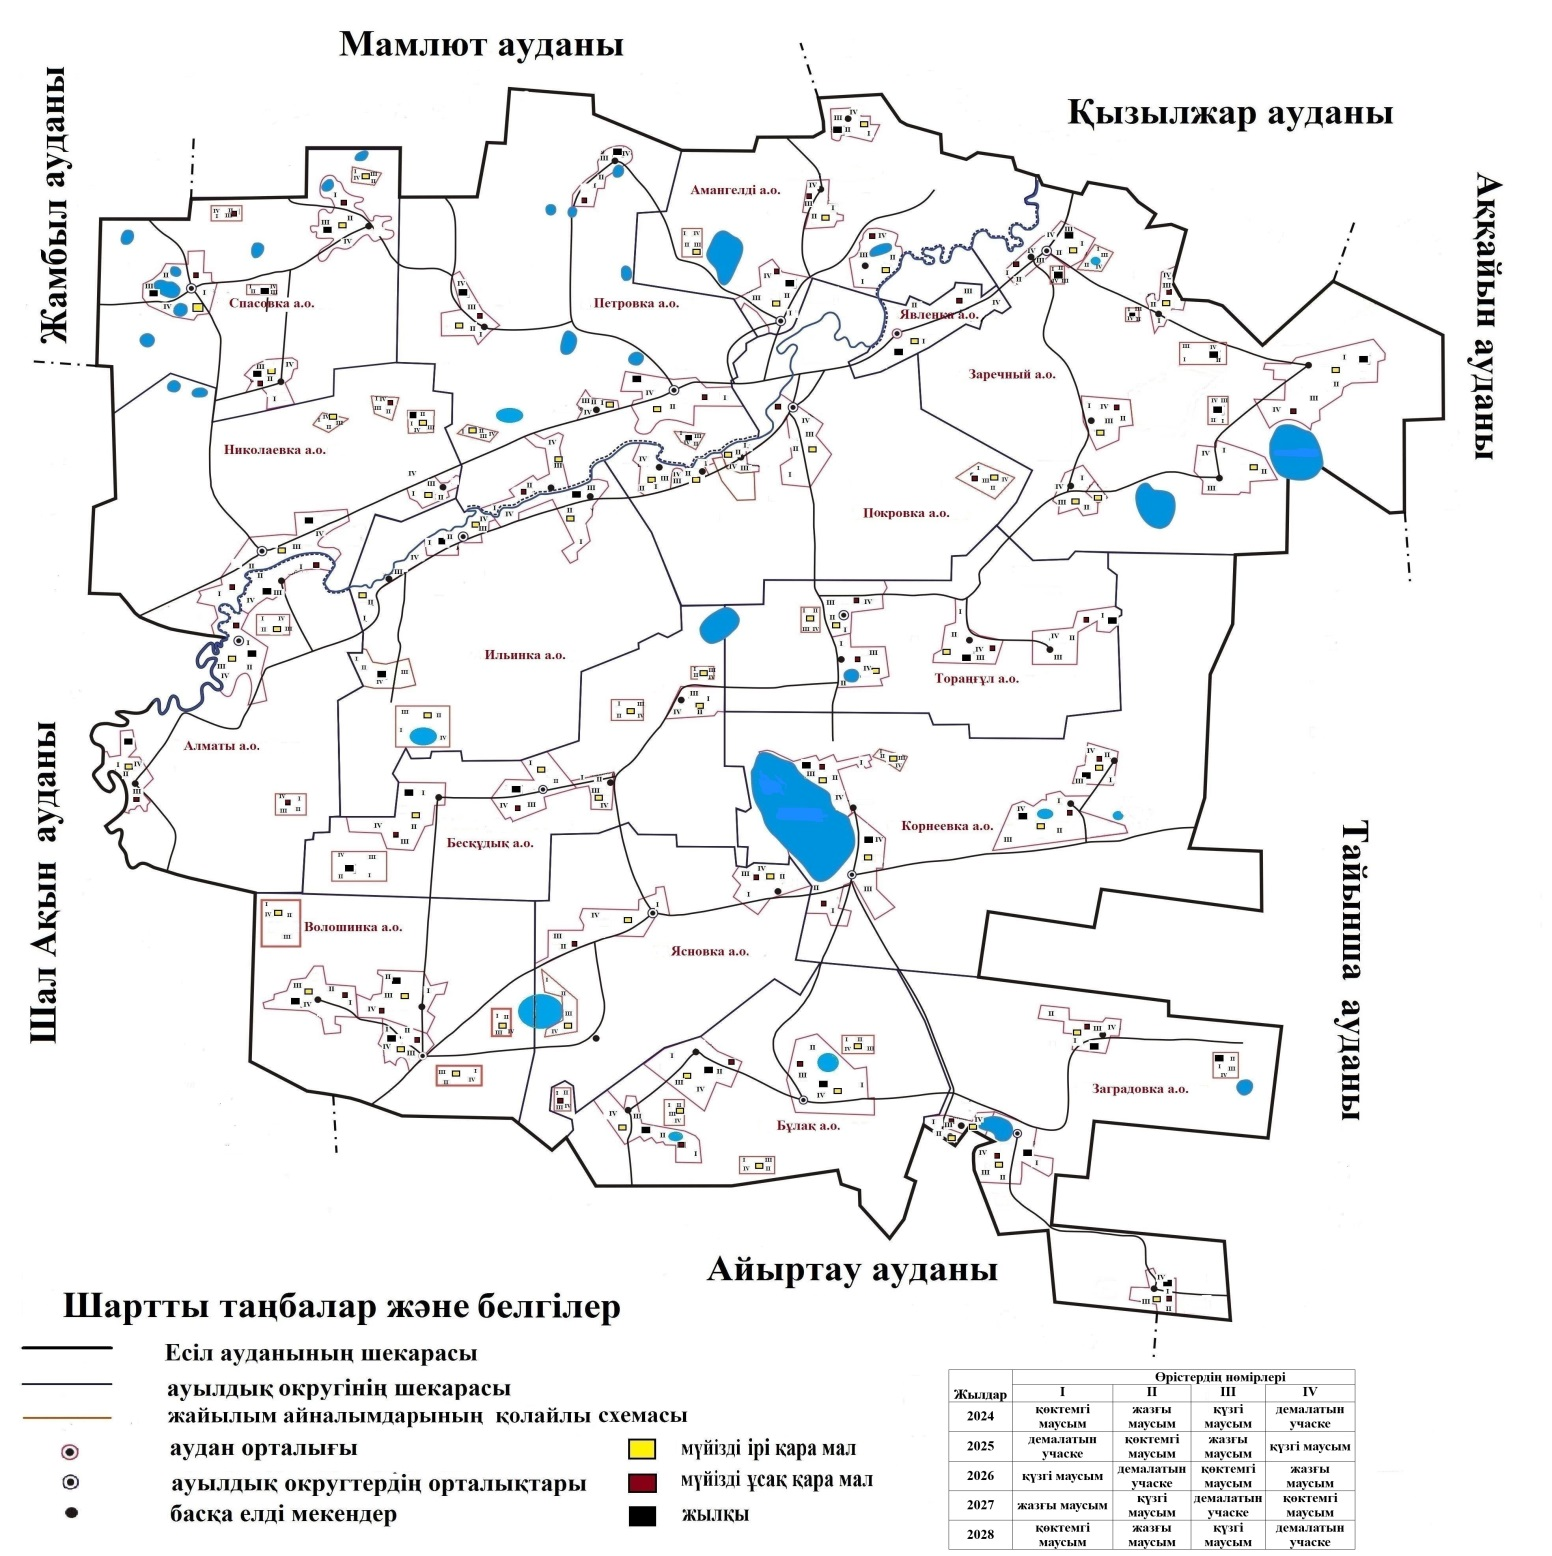 Мамлют ауданы
Қызылжар ауданы
Жамбыл ауданы
Аққайын ауданы
Амангелді а.о.
Спасовка а.о.
Петровка а.о.
Явленка а.о.
Заречный а.о.
Николаевка а.о.
Покровка а.о.
Ильинка а.о.
Тораңғұл а.о.
Алматы а.о.
Шал Ақын ауданы
Тайынша ауданы
Бесқұдық а.о.
Корнеевка а.о.
Волошинка а.о.
Ясновка а.о.
Заградовка а.о.
Бұлақ а.о.
Айыртау ауданы
Шартты таңбалар және белгілер
Есіл ауданының шекарасы
ауылдық округінің шекарасы
жайылым айналымдарының қолайлы схемасы
аудан орталығы
ауылдық округтердің орталықтары
басқа елді мекендер
мүйізді ірі қара мал
мүйізді ұсақ қара мал
жылқы
Жылдар Өрістердің нөмірлері
I II III IV
2024 көктемгі маусым жазғы маусым күзгі маусым демалатын учаске
2025 демалатын учаске көктемгі маусым жазғы маусым күзгі маусым
2026 күзгі маусым демалатын учаске көктемгі маусым жазғы маусым
2027 жазғы маусым күзгі маусым демалатын учаске көктемгі маусым
2028 көктемгі маусым жазғы маусым күзгі маусым демалатын учаске